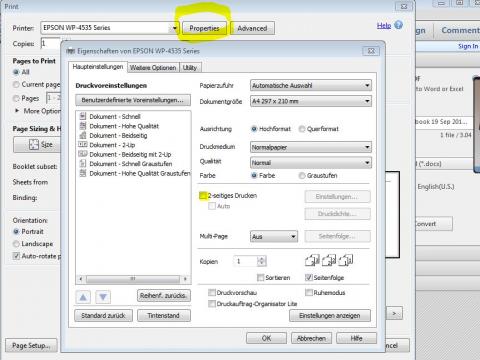 Print
Printer: EPSON WP-4535 Series Properties Advanced Help
Copies: 1
Pages to Print
All
Current page
Pages 1 - 2
More Option
Page Sizing & H
Size
Booklet subset:
Sheets from
Binding:
Orientation:
Portrait
Landscape
Auto-rotate p
Page Setup...
Eigenschaften von EPSON WP-4535 Series
Haupteinstellungen Weitere Optionen Utility
Druckvoreinstellungen
Benutzerdefinierte Voreinstellungen...
Dokument - Schnell
Dokument - Hohe Qualität
Dokument - Beidseitig
Dokument - 2-Up
Dokument - Beidseitig mit 2-Up
Dokument - Schnell Graustufen
Dokument - Hohe Qualität Graustufen
Reihenf. zurücks.
Standard zurück Tintenstand
Papierzufuhr Automatische Auswahl
Dokumentgröße A4 297 x 210 mm
Ausrichtung Hochformat Querformat
Druckmedium Normalpapier
Qualität Normal
Farbe Farbe Graustufen
2-seitiges Drucken Einstellungen...
Auto
Druckdichte...
Multi-Page Aus Seitenfolge...
Kopien 1
Sortieren Seitenfolge
Druckvorschau Ruhemodus
Druckauftrag-Organisator Lite
Einstellungen anzeigen
OK Abbrechen Hilfe
ncel
gn Comment
Sign In
DF
to Word or Excel
book 19 Sep 201...
1 file / 3.04
(*.docx)
English(U.S.)
Convert